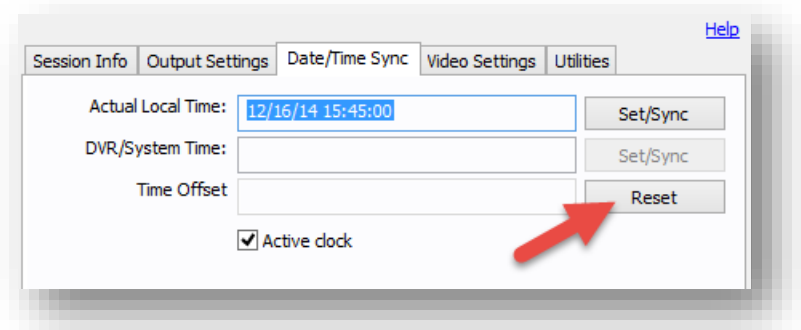 Help
Session Info Output Settings Date/Time Sync Video Settings Utilities
Actual Local Time: 12/16/14 15:45:00 Set/Sync
DVR/System Time: Set/Sync
Time Offset Reset
Active clock